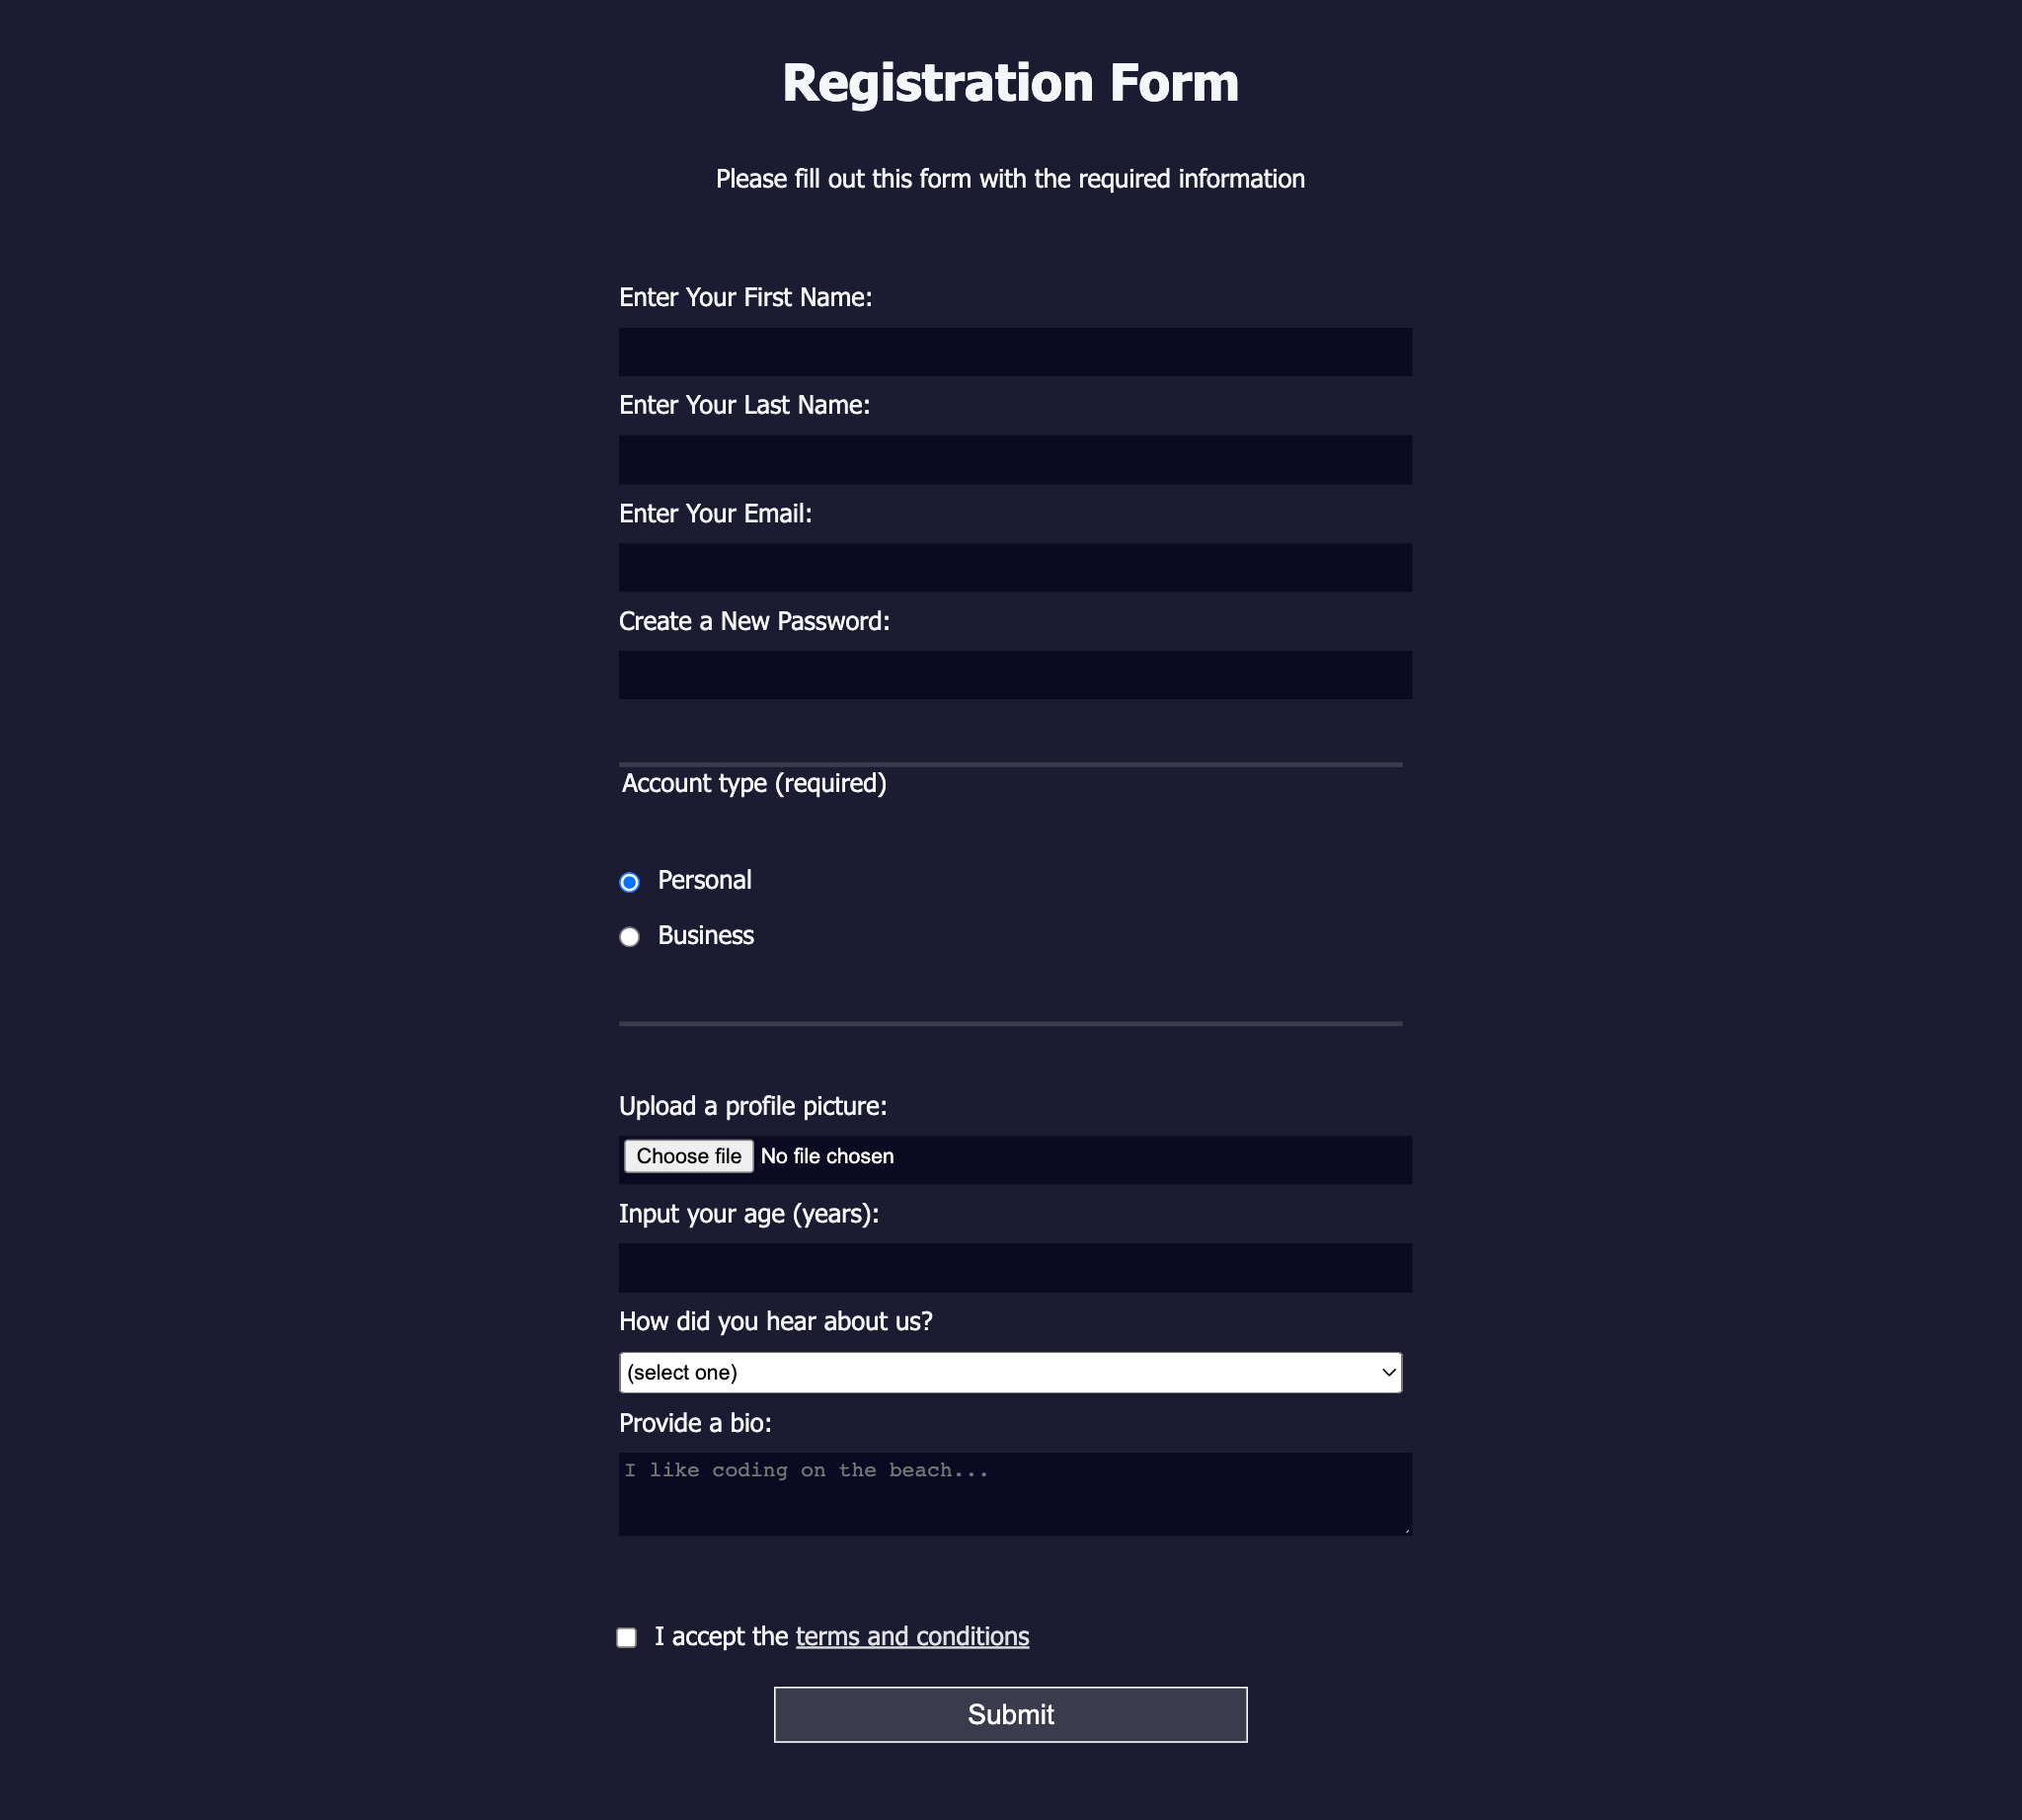 Registration Form
Please fill out this form with the required information
Enter Your First Name:
Enter Your Last Name:
Enter Your Email:
Create a New Password:
Account type (required)
Personal
Business
Upload a profile picture:
Choose file No file chosen
Input your age (years):
How did you hear about us?
(select one)
Provide a bio:
I like coding on the beach...
I accept the terms and conditions
Submit